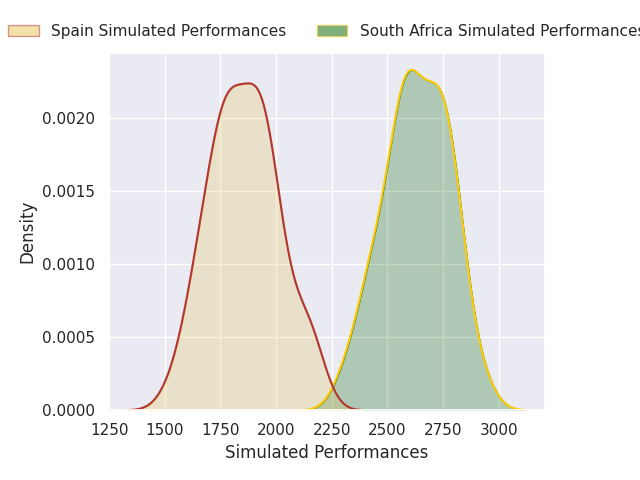 Spain Simulated Performances South Africa Simulated Performances
0.0020
0.0015
0.0010
0.0005
0.0000
Density
1250 1500 1750 2000 2250 2500 2750 3000
Simulated Performances